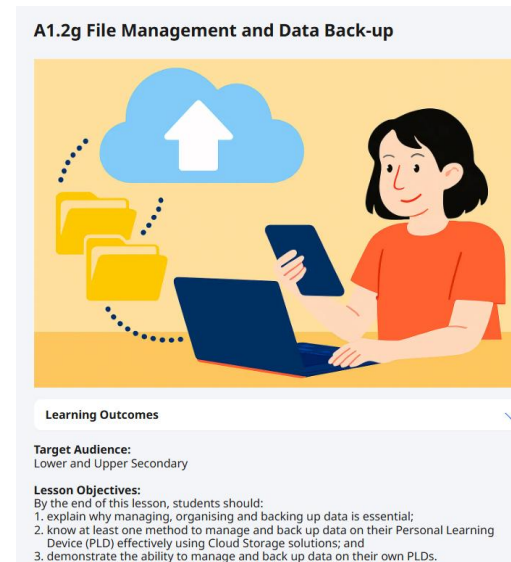 A1.2g File Management and Data Back-up
Learning Outcomes
Target Audience:
Lower and Upper Secondary
Lesson Objectives:
By the end of this lesson, students should:
1. explain why managing, organising and backing up data is essential;
2. know at least one method to manage and back up data on their Personal Learning
Device (PLD) effectively using Cloud Storage solutions; and
3. demonstrate the ability to manage and back up data on their own PLDs.